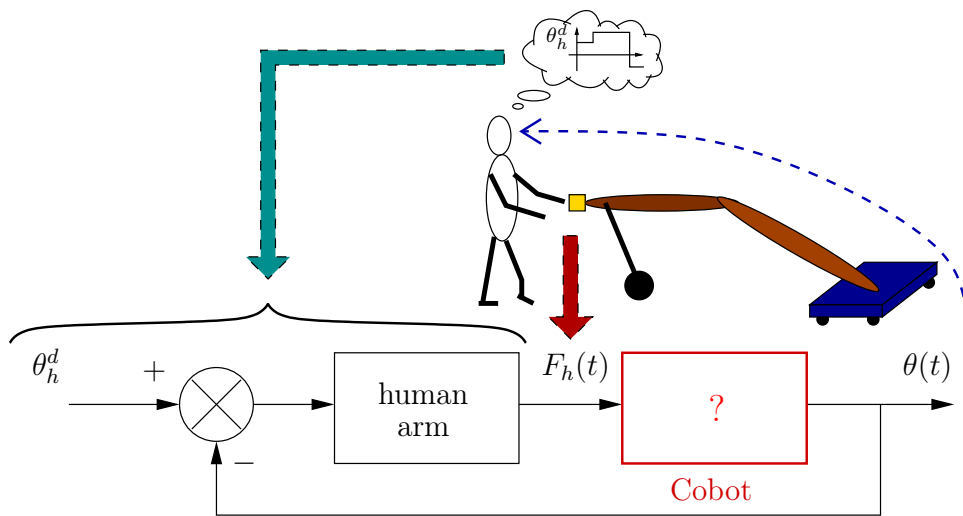 θ_h^d
θ_h^d
+
−
human
arm
F_h(t)
?
Cobot
θ(t)